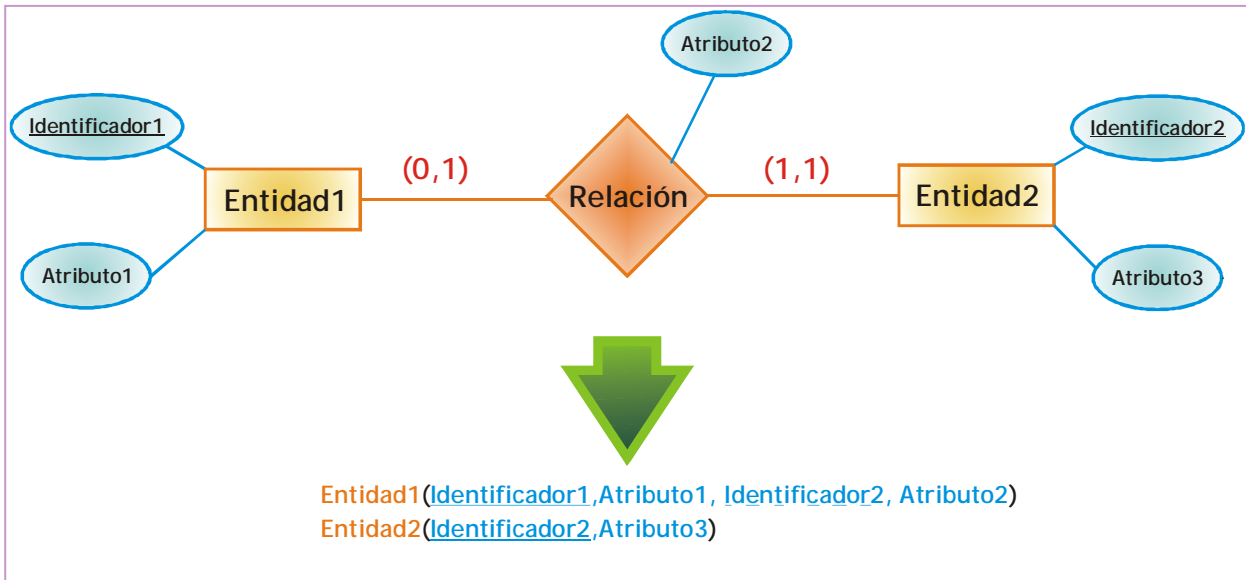 Atributo2
Identificador1
Identificador2
(0,1)
(1,1)
Entidad1
Relación
Entidad2
Atributo1
Atributo3
Entidad1(Identificador1,Atributo1, Identificador2, Atributo2)
Entidad2(Identificador2,Atributo3)